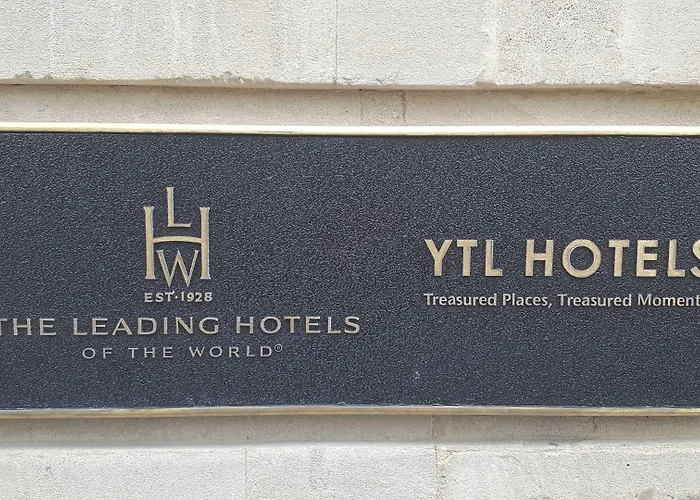 LHW
EST·1928
THE LEADING HOTELS
OF THE WORLD®
YTL HOTELS
Treasured Places, Treasured Moment